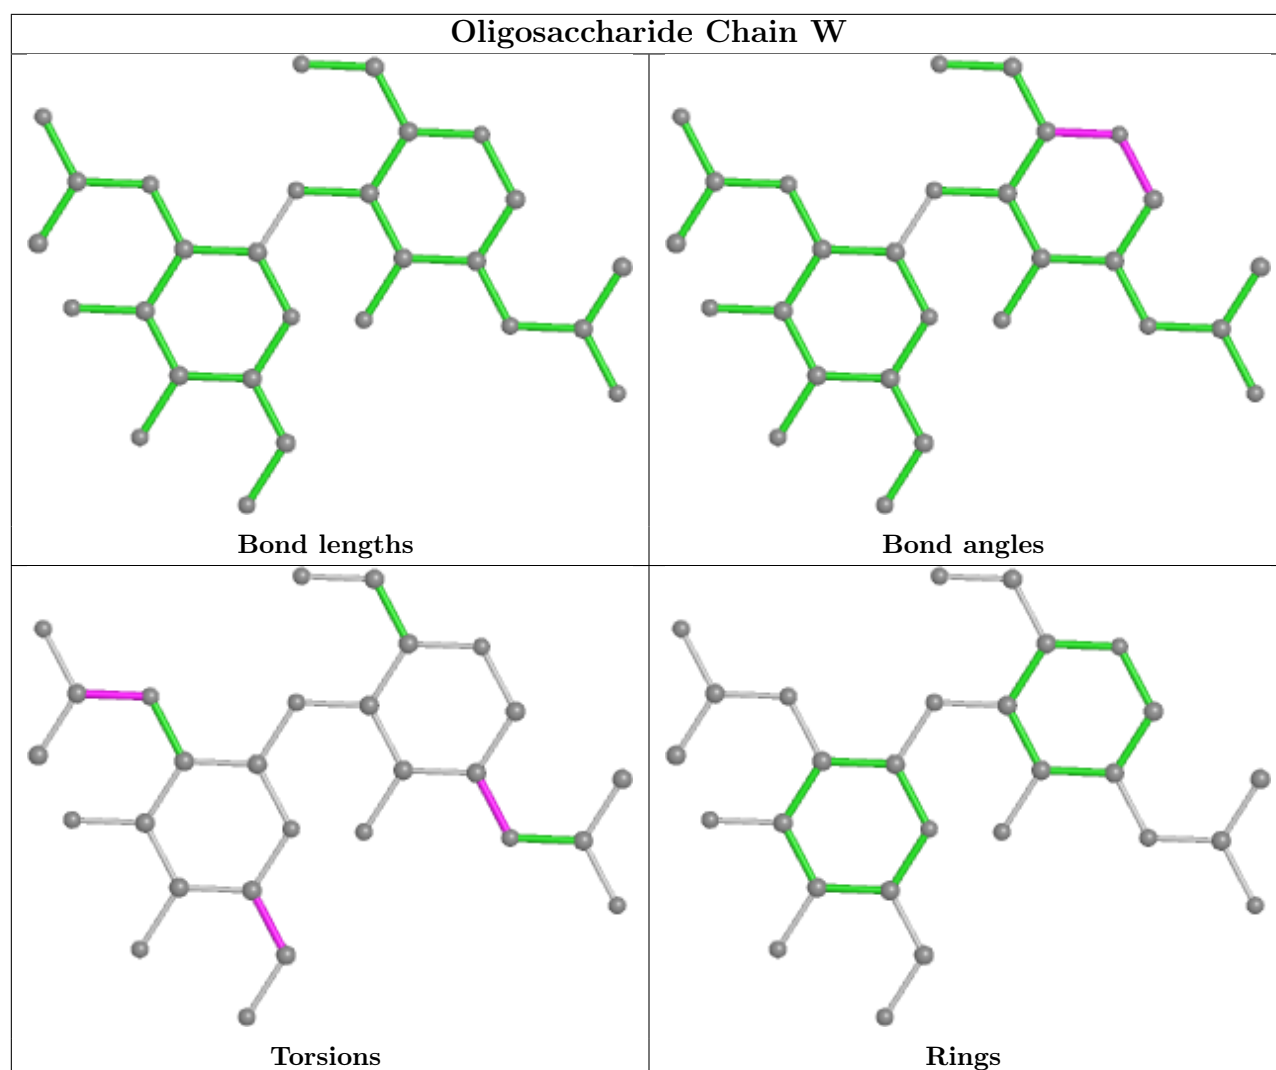 Oligosaccharide Chain W
Bond lengths
Bond angles
Torsions
Rings